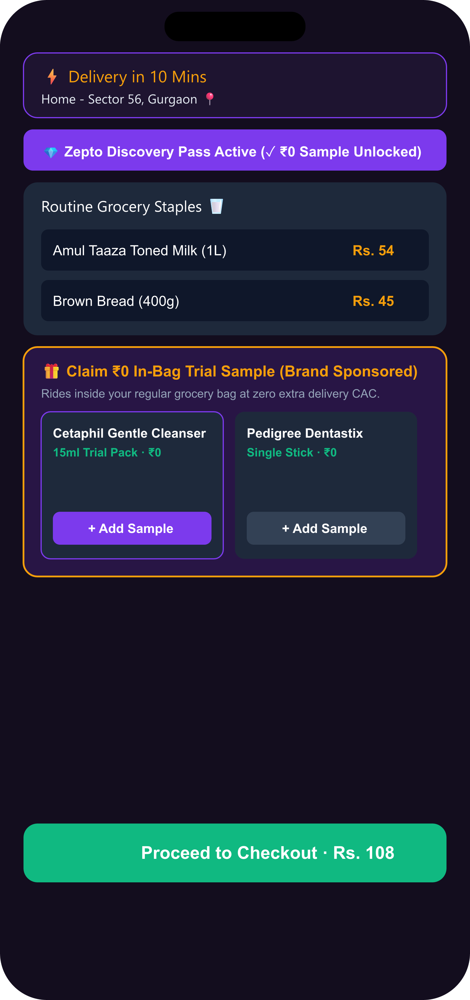 ⚡ Delivery in 10 Mins
Home - Sector 56, Gurgaon 📍
💎 Zepto Discovery Pass Active (✓ ₹0 Sample Unlocked)
Routine Grocery Staples 🥛
Amul Taaza Toned Milk (1L) Rs. 54
Brown Bread (400g) Rs. 45
🎁 Claim ₹0 In-Bag Trial Sample (Brand Sponsored)
Rides inside your regular grocery bag at zero extra delivery CAC.
Cetaphil Gentle Cleanser
15ml Trial Pack · ₹0
+ Add Sample
Pedigree Dentastix
Single Stick · ₹0
+ Add Sample
Proceed to Checkout · Rs. 108